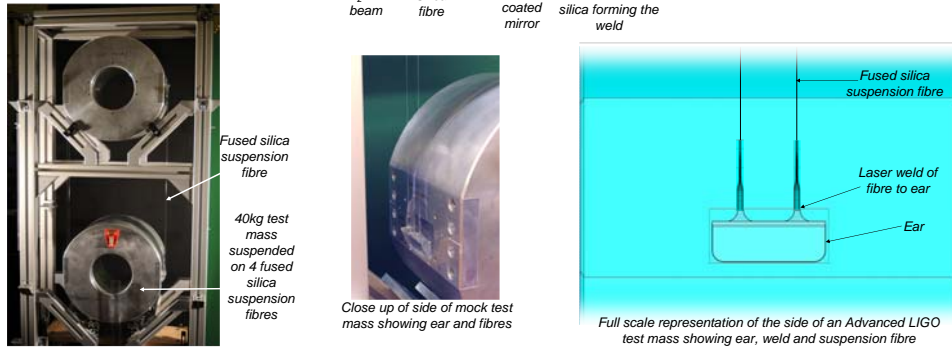 beam
fibre
coated
mirror
silica forming the
weld
Fused silica
suspension
fibre
40kg test
mass
suspended
on 4 fused
silica
suspension
fibres
Close up of side of mock test
mass showing ear and fibres
Fused silica
suspension fibre
Laser weld of
fibre to ear
Ear
Full scale representation of the side of an Advanced LIGO
test mass showing ear, weld and suspension fibre